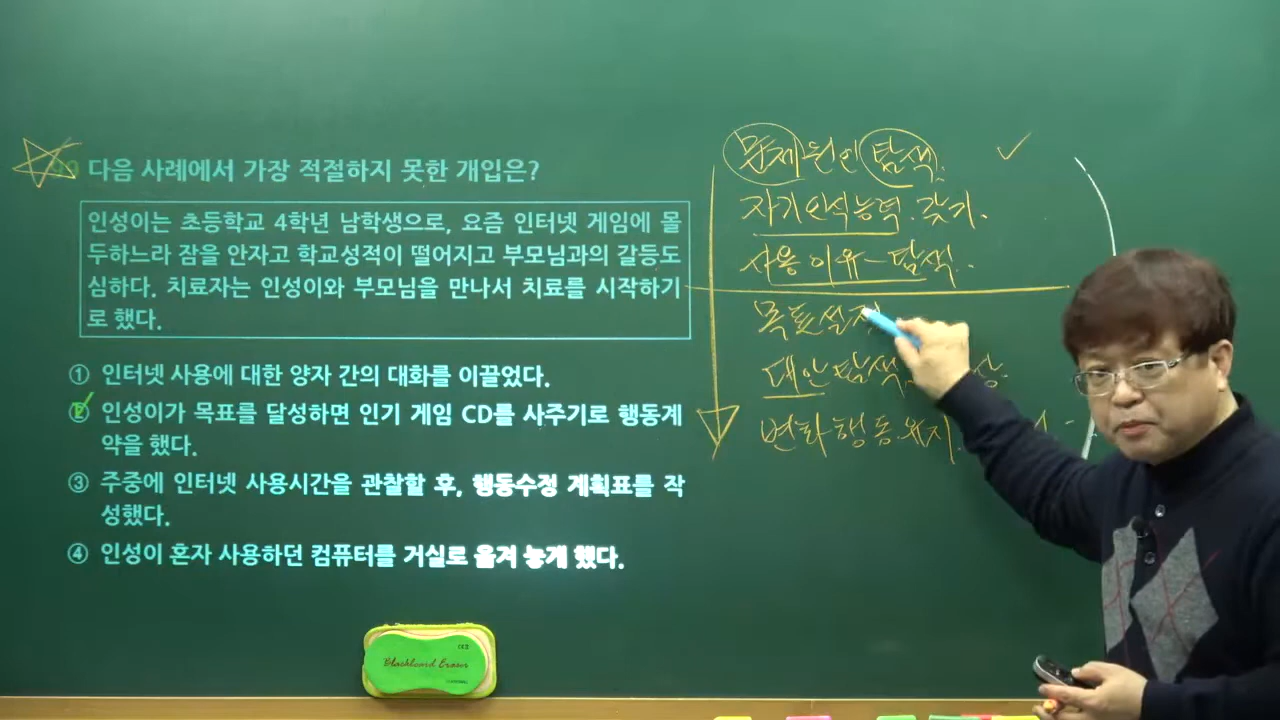 다음 사례에서 가장 적절하지 못한 개입은?
인성이는 초등학교 4학년 남학생으로, 요즘 인터넷 게임에 몰
두하느라 잠을 안자고 학교성적이 떨어지고 부모님과의 갈등도
심하다. 치료자는 인성이와 부모님을 만나서 치료를 시작하기
로 했다.
① 인터넷 사용에 대한 양자 간의 대화를 이끌었다.
② 인성이가 목표를 달성하면 인기 게임 CD를 사주기로 행동계
약을 했다.
③ 주중에 인터넷 사용시간을 관찰할 후, 행동수정 계획표를 작
성했다.
④ 인성이 혼자 사용하던 컴퓨터를 거실로 옮겨 놓게 했다.
문제원인 탐색.
자기인식능력. 갖기.
사용이유-탐색.
목표설정
대안탐색
변화행동.유지.
Blackboard Eraser